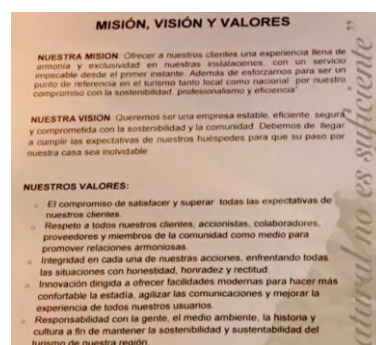 MISIÓN, VISIÓN Y VALORES
NUESTRA MISION: Ofrecer a nuestros clientes una experiencia llena de
armonía y exclusividad en nuestras instalaciones, con un servicio
impecable desde el primer instante. Además de esforzarnos para ser un
punto de referencia en el turismo tanto local como nacional por nuestro
compromiso con la sostenibilidad, profesionalismo y eficiencia"
NUESTRA VISION: Queremos ser una empresa estable, eficiente, segura
y comprometida con la sostenibilidad y la comunidad. Debemos de llegar
a cumplir las expectativas de nuestros huéspedes para que su paso por
nuestra casa sea inolvidable.
NUESTROS VALORES:
El compromiso de satisfacer y superar todas las expectativas de
nuestros clientes.
Respeto a todos nuestros clientes, accionistas, colaboradores,
proveedores y miembros de la comunidad como medio para
promover relaciones armoniosas.
Integridad en cada una de nuestras acciones, enfrentando todas
las situaciones con honestidad, honradez y rectitud.
Innovación dirigida a ofrecer facilidades modernas para hacer más
confortable la estadía, agilizar las comunicaciones y mejorar la
experiencia de todos nuestros usuarios.
Responsabilidad con la gente, el medio ambiente, la historia y
cultura a fin de mantener la sostenibilidad y sustentabilidad del
turismo de nuestra región.
atural no es suficiente”